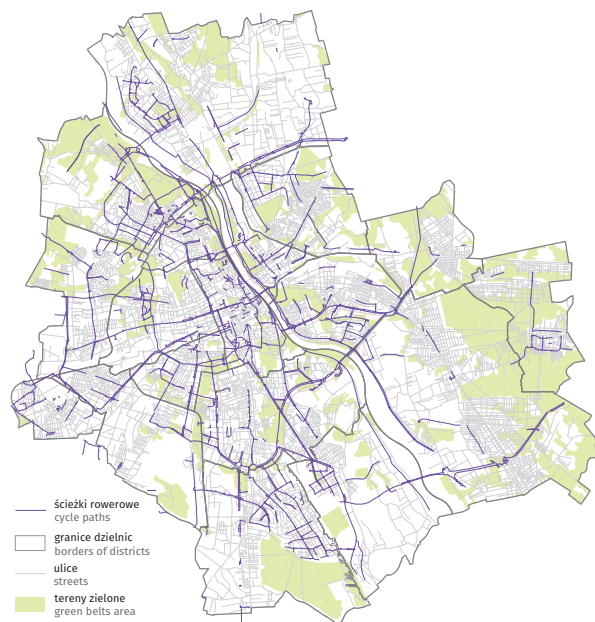 ścieżki rowerowe
cycle paths
granice dzielnic
borders of districts
ulice
streets
tereny zielone
green belts area